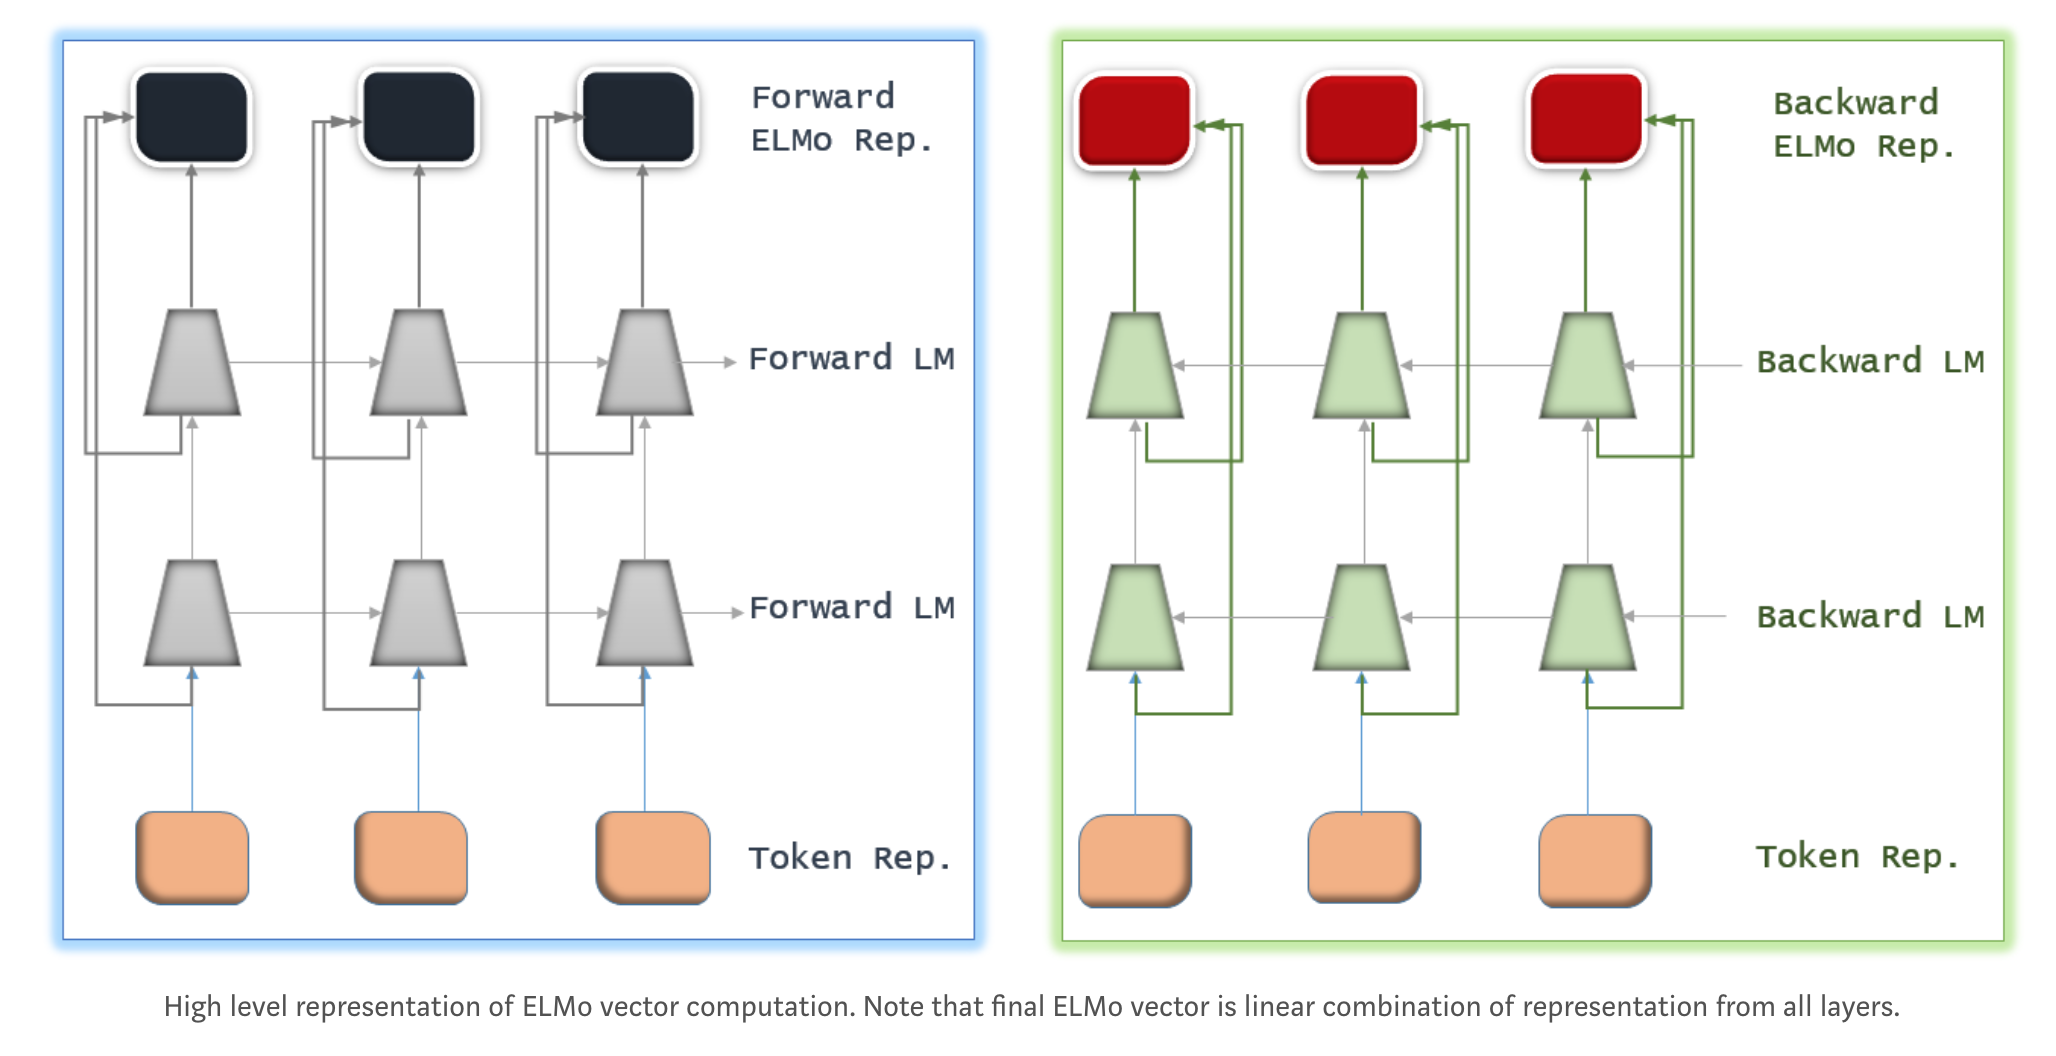 Forward
ELMo Rep.
Forward LM
Forward LM
Token Rep.
Backward
ELMo Rep.
Backward LM
Backward LM
Token Rep.
High level representation of ELMo vector computation. Note that final ELMo vector is linear combination of representation from all layers.